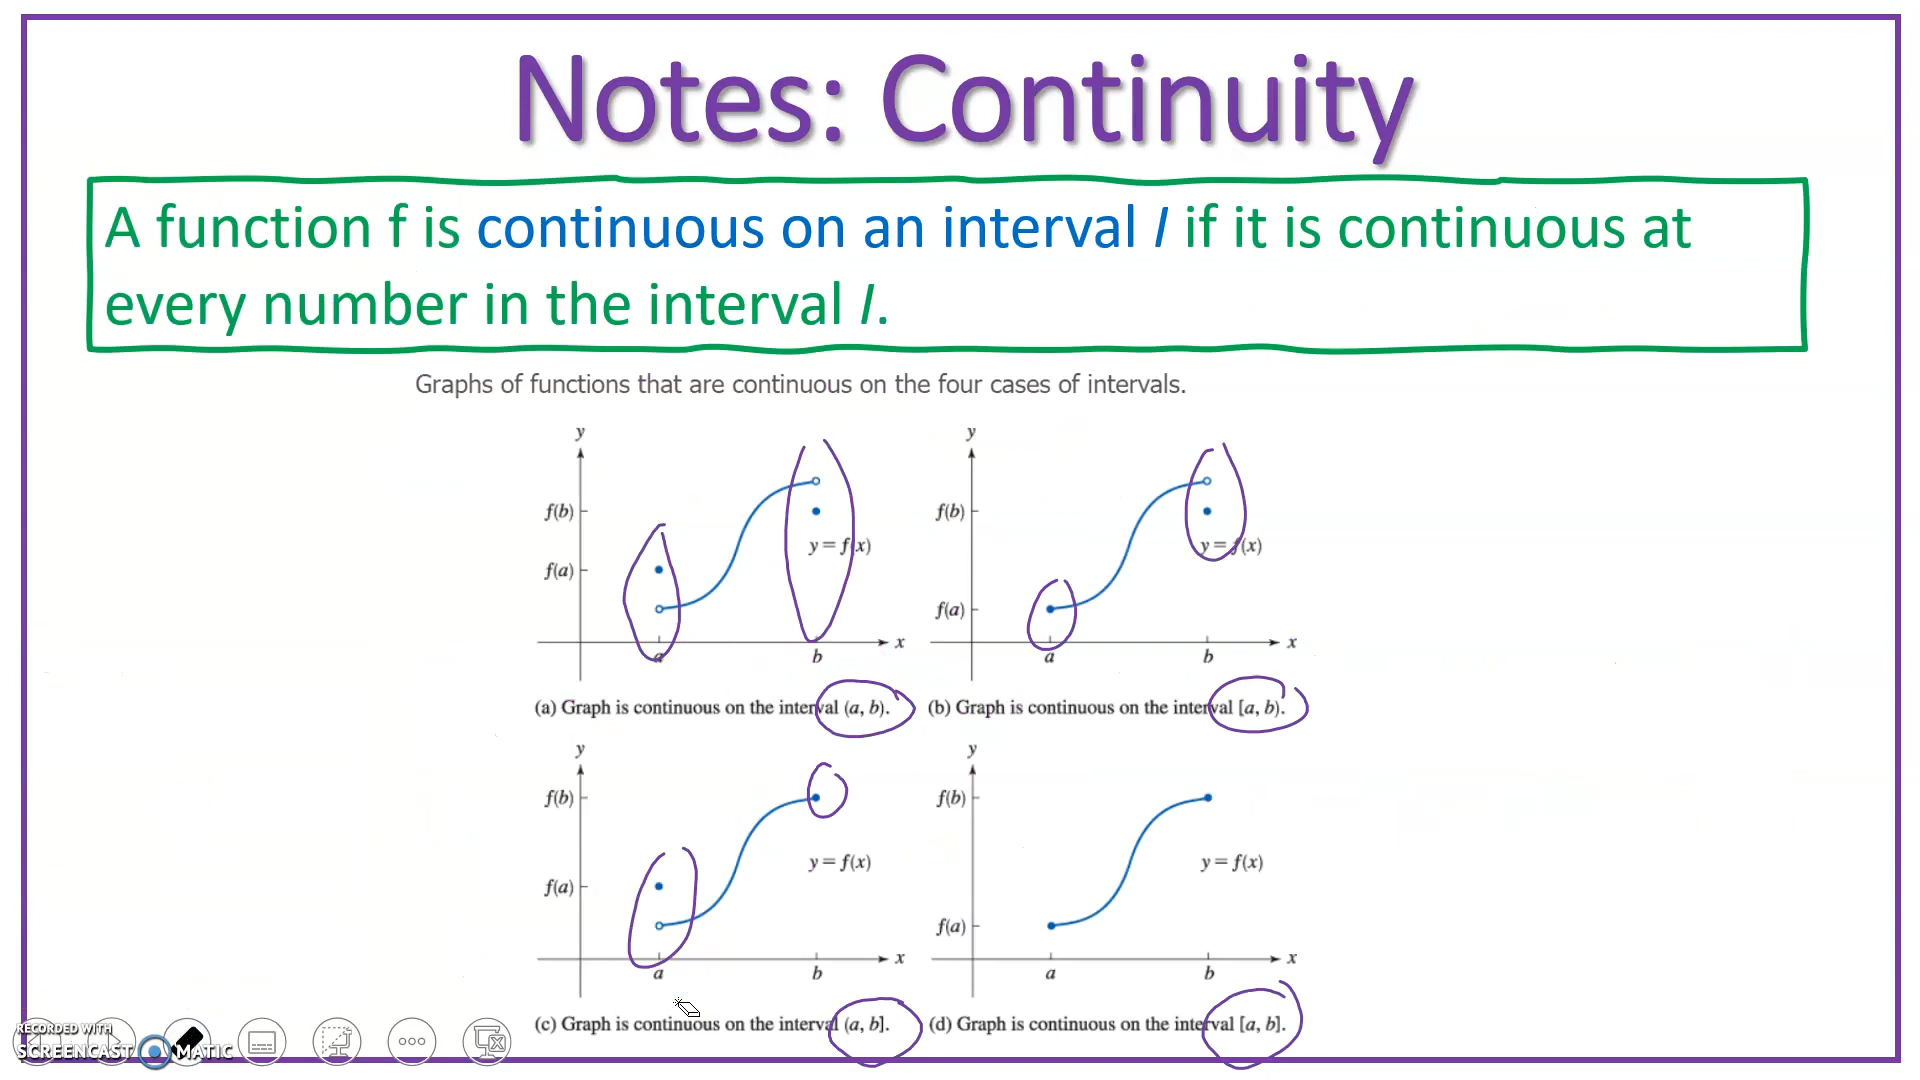 Notes: Continuity
A function f is continuous on an interval I if it is continuous at
every number in the interval I.
Graphs of functions that are continuous on the four cases of intervals.
y
f(b)
y = f(x)
f(a)
x
a
b
(a) Graph is continuous on the interval (a, b).
y
f(b)
y = f(x)
f(a)
x
a
b
(b) Graph is continuous on the interval [a, b).
y
f(b)
y = f(x)
f(a)
x
a
b
(c) Graph is continuous on the interval (a, b].
y
f(b)
y = f(x)
f(a)
x
a
b
(d) Graph is continuous on the interval [a, b].
RECORDED WITH
SCREENCAST MATIC